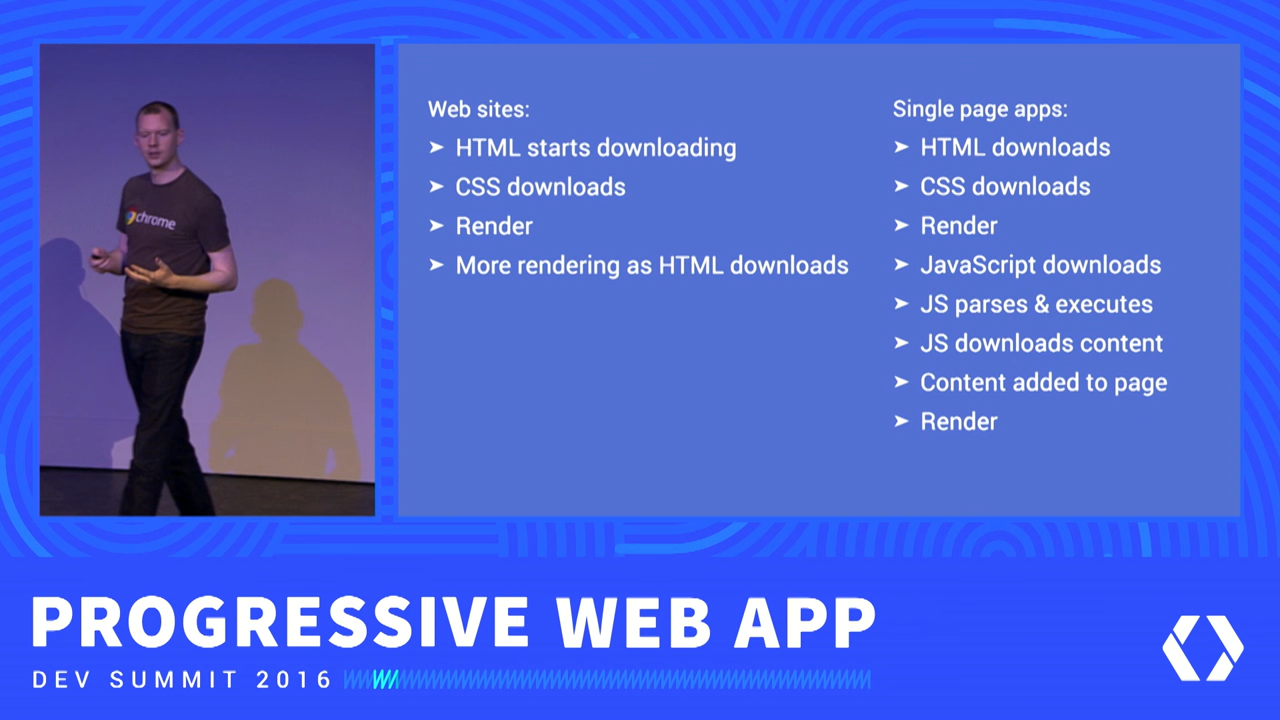 chrome
Web sites:
➤ HTML starts downloading
➤ CSS downloads
➤ Render
➤ More rendering as HTML downloads
Single page apps:
➤ HTML downloads
➤ CSS downloads
➤ Render
➤ JavaScript downloads
➤ JS parses & executes
➤ JS downloads content
➤ Content added to page
➤ Render
PROGRESSIVE WEB APP
DEV SUMMIT 2016